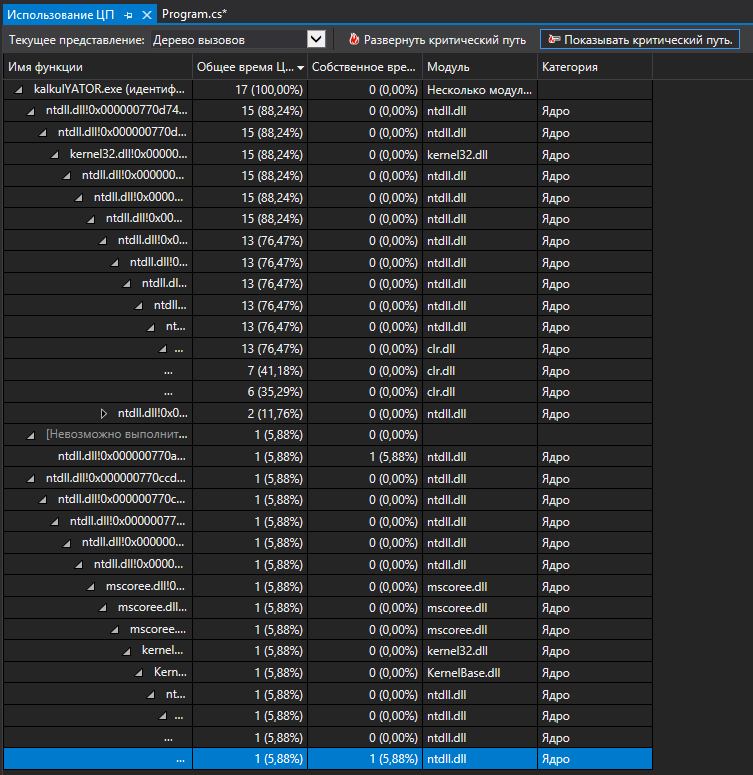 Использование ЦП Program.cs*
Текущее представление: Дерево вызовов Развернуть критический путь Показывать критический путь.
Имя функции Общее время Ц... Собственное вре... Модуль Категория
kalkulYATOR.exe (идентиф... 17 (100,00%) 0 (0,00%) Несколько модул...
ntdll.dll!0x000000770d74... 15 (88,24%) 0 (0,00%) ntdll.dll Ядро
ntdll.dll!0x000000770d... 15 (88,24%) 0 (0,00%) ntdll.dll Ядро
kernel32.dll!0x00000... 15 (88,24%) 0 (0,00%) kernel32.dll Ядро
ntdll.dll!0x000000... 15 (88,24%) 0 (0,00%) ntdll.dll Ядро
ntdll.dll!0x0000... 15 (88,24%) 0 (0,00%) ntdll.dll Ядро
ntdll.dll!0x00... 15 (88,24%) 0 (0,00%) ntdll.dll Ядро
ntdll.dll!0x0... 13 (76,47%) 0 (0,00%) ntdll.dll Ядро
ntdll.dll!0... 13 (76,47%) 0 (0,00%) ntdll.dll Ядро
ntdll.dl... 13 (76,47%) 0 (0,00%) ntdll.dll Ядро
ntdll... 13 (76,47%) 0 (0,00%) ntdll.dll Ядро
nt... 13 (76,47%) 0 (0,00%) ntdll.dll Ядро
... 13 (76,47%) 0 (0,00%) clr.dll Ядро
... 7 (41,18%) 0 (0,00%) clr.dll Ядро
... 6 (35,29%) 0 (0,00%) clr.dll Ядро
ntdll.dll!0x0... 2 (11,76%) 0 (0,00%) ntdll.dll Ядро
[Невозможно выполнит... 1 (5,88%) 0 (0,00%)
ntdll.dll!0x000000770a... 1 (5,88%) 1 (5,88%) ntdll.dll Ядро
ntdll.dll!0x000000770ccd... 1 (5,88%) 0 (0,00%) ntdll.dll Ядро
ntdll.dll!0x000000770c... 1 (5,88%) 0 (0,00%) ntdll.dll Ядро
ntdll.dll!0x00000077... 1 (5,88%) 0 (0,00%) ntdll.dll Ядро
ntdll.dll!0x000000... 1 (5,88%) 0 (0,00%) ntdll.dll Ядро
ntdll.dll!0x0000... 1 (5,88%) 0 (0,00%) ntdll.dll Ядро
mscoree.dll!0... 1 (5,88%) 0 (0,00%) mscoree.dll Ядро
mscoree.dll... 1 (5,88%) 0 (0,00%) mscoree.dll Ядро
mscoree.... 1 (5,88%) 0 (0,00%) mscoree.dll Ядро
kernel... 1 (5,88%) 0 (0,00%) kernel32.dll Ядро
Kern... 1 (5,88%) 0 (0,00%) KernelBase.dll Ядро
nt... 1 (5,88%) 0 (0,00%) ntdll.dll Ядро
... 1 (5,88%) 0 (0,00%) ntdll.dll Ядро
... 1 (5,88%) 0 (0,00%) ntdll.dll Ядро
... 1 (5,88%) 1 (5,88%) ntdll.dll Ядро